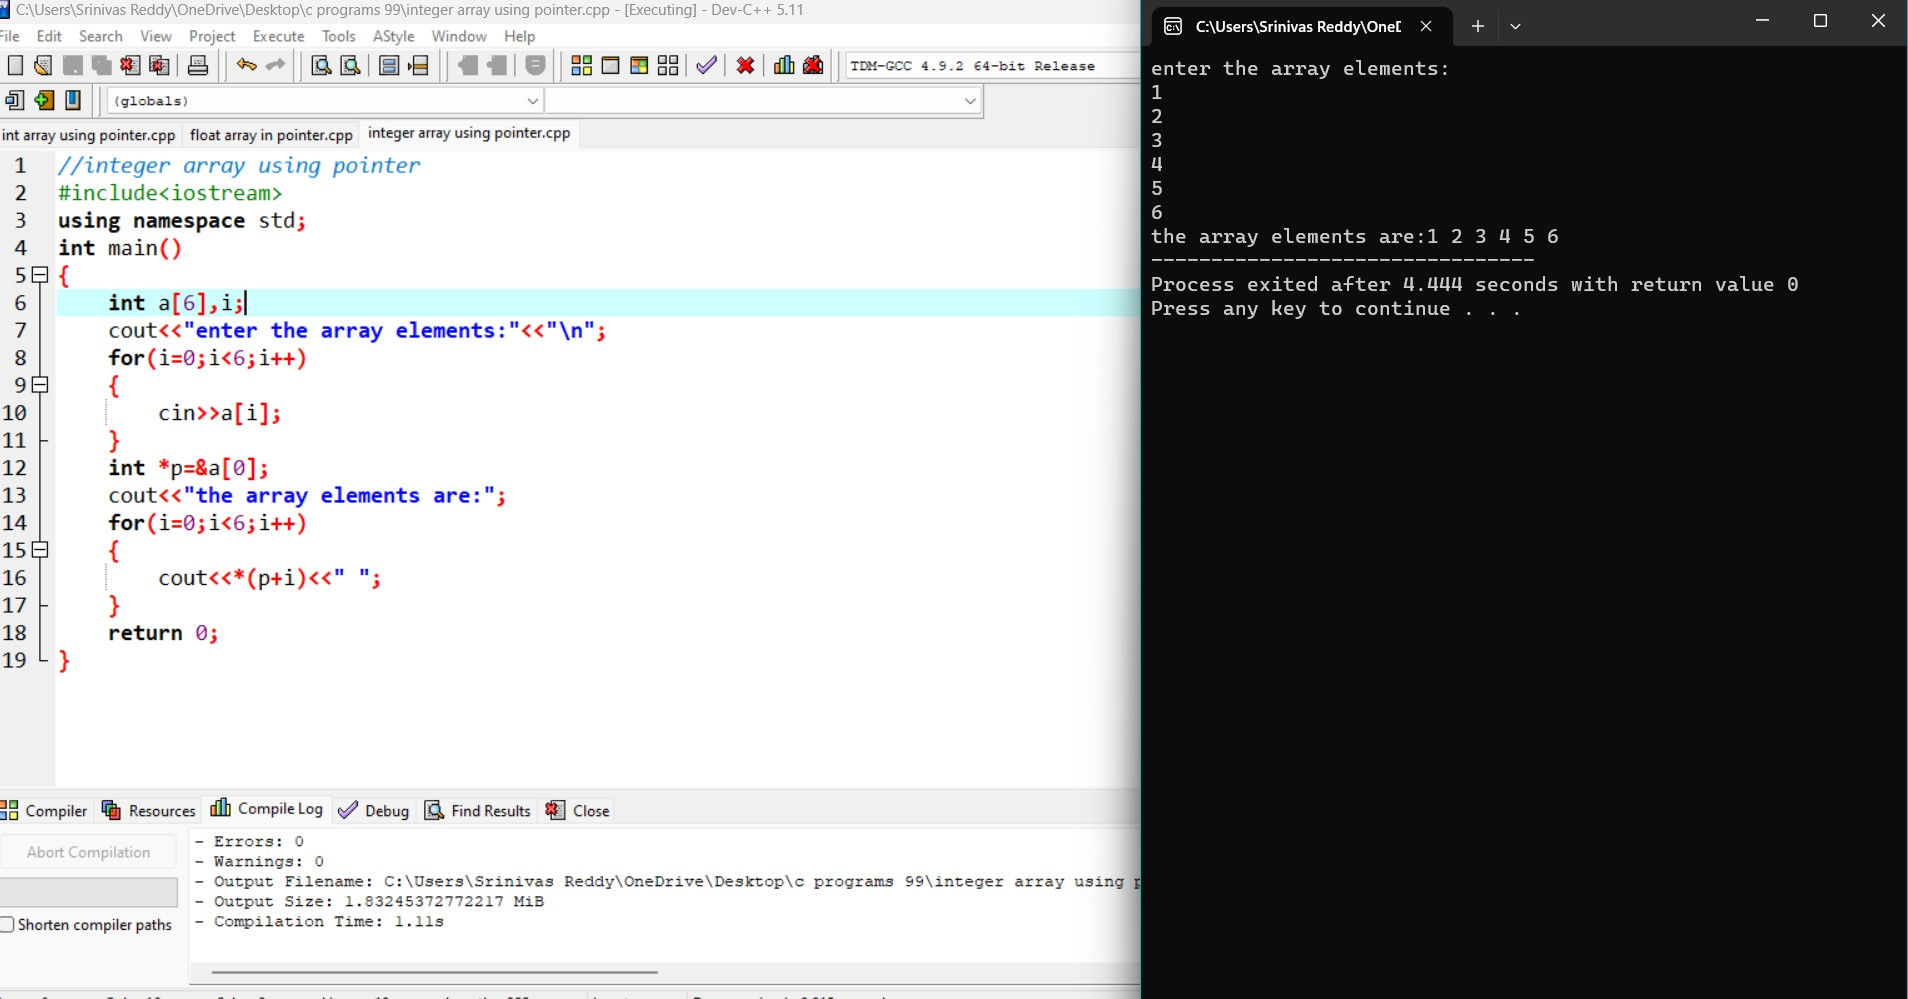 C:\Users\Srinivas Reddy\OneDrive\Desktop\c programs 99\integer array using pointer.cpp - [Executing] - Dev-C++ 5.11
File Edit Search View Project Execute Tools AStyle Window Help
TDM-GCC 4.9.2 64-bit Release
(globals)
int array using pointer.cpp float array in pointer.cpp integer array using pointer.cpp
1 //integer array using pointer
2 #include<iostream>
3 using namespace std;
4 int main()
5 {
6 int a[6],i;
7 cout<<"enter the array elements:"<<"\n";
8 for(i=0;i<6;i++)
9 {
10 cin>>a[i];
11 }
12 int *p=&a[0];
13 cout<<"the array elements are:";
14 for(i=0;i<6;i++)
15 {
16 cout<<*(p+i)<<" ";
17 }
18 return 0;
19 }
Compiler Resources Compile Log Debug Find Results Close
Abort Compilation
Shorten compiler paths
- Errors: 0
- Warnings: 0
- Output Filename: C:\Users\Srinivas Reddy\OneDrive\Desktop\c programs 99\integer array using
- Output Size: 1.83245372772217 MiB
- Compilation Time: 1.11s
C:\Users\Srinivas Reddy\One
enter the array elements:
1
2
3
4
5
6
the array elements are:1 2 3 4 5 6
--------------------------------
Process exited after 4.444 seconds with return value 0
Press any key to continue . . .